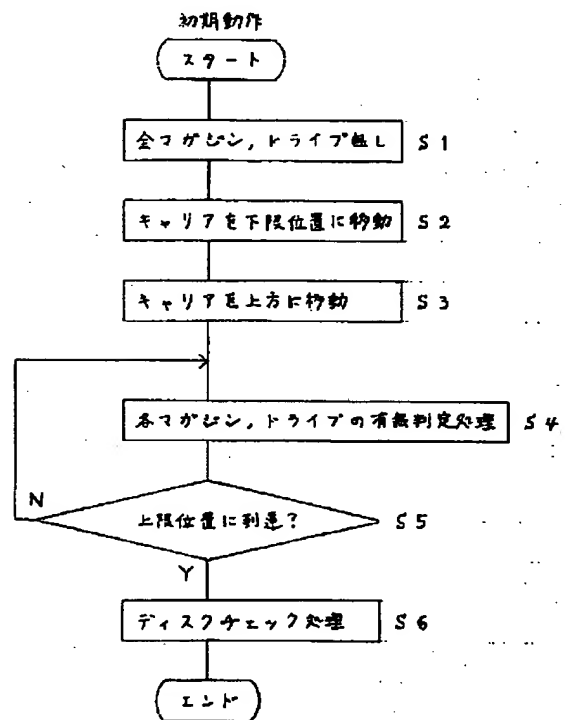 初期動作
スタート
全マガジン,ドライブ無し S1
キャリアを下限位置に移動 S2
キャリアを上方に移動 S3
各マガジン,ドライブの有無判定処理 S4
N
上限位置に到達? S5
Y
ディスクチェック処理 S6
エンド